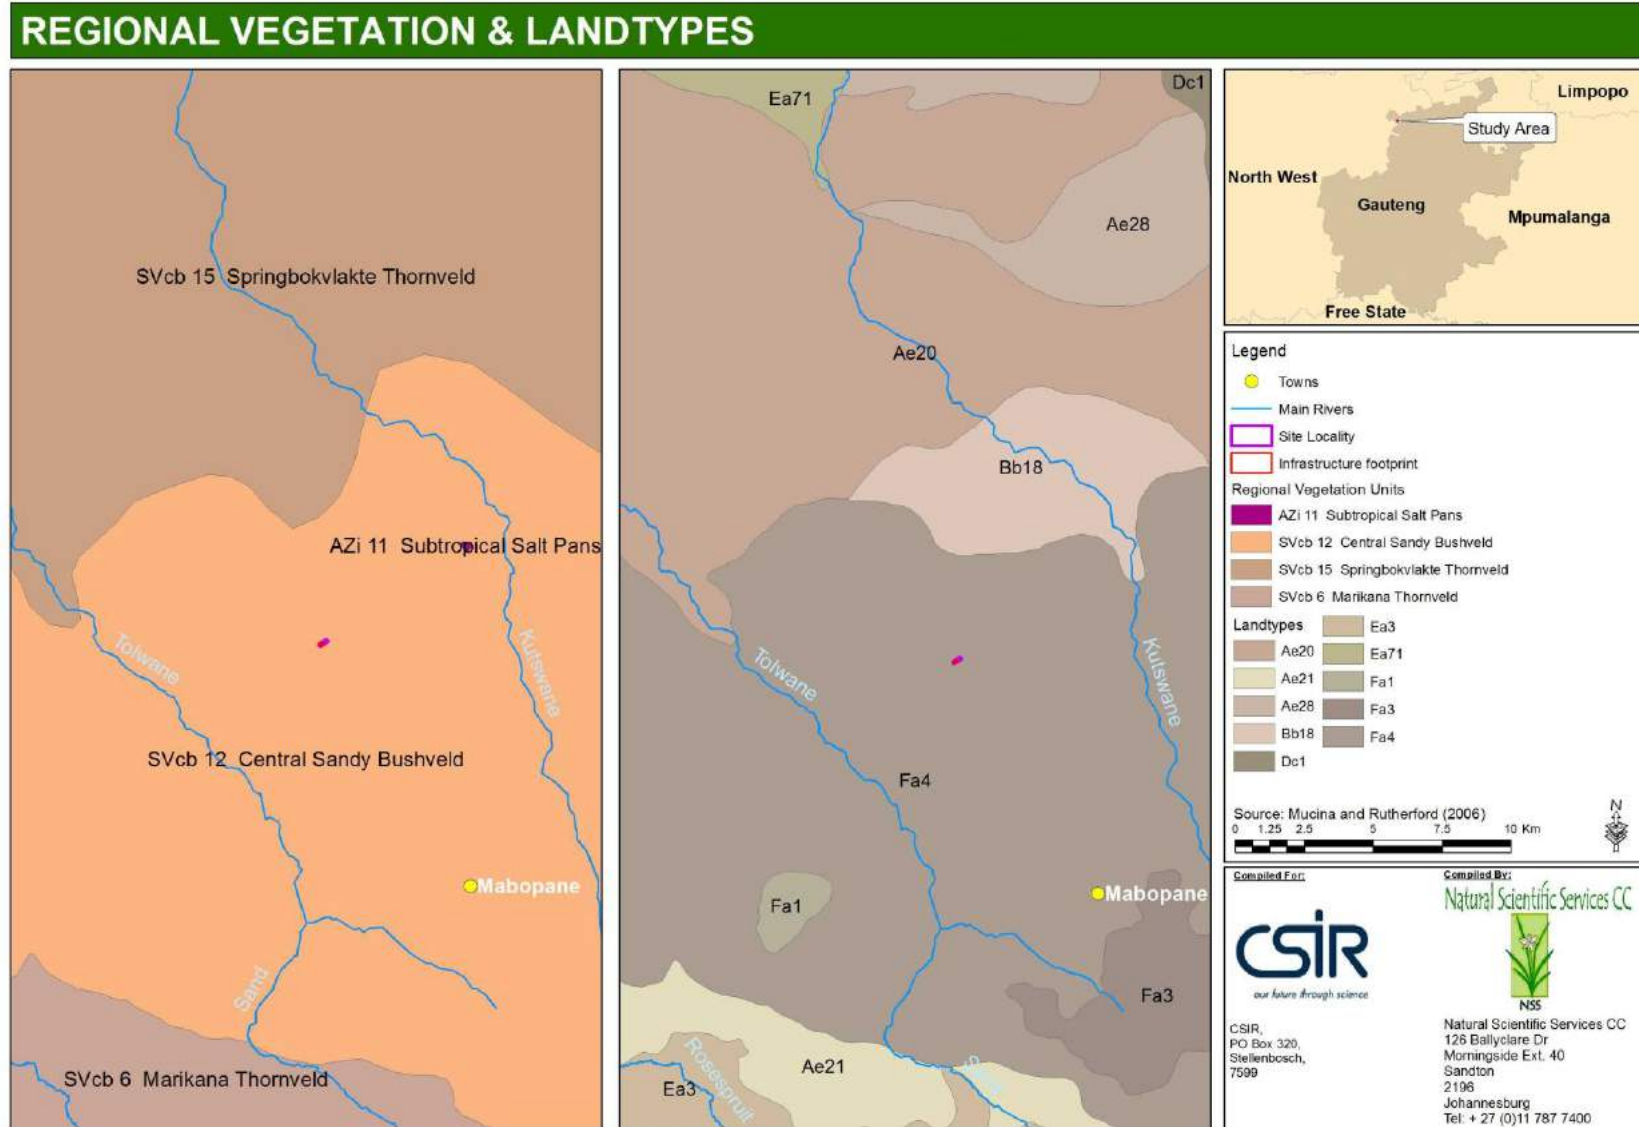 REGIONAL VEGETATION & LANDTYPES
SVcb 15 Springbokvlakte Thornveld
AZi 11 Subtropical Salt Pans
Tolwane
Kutswane
SVcb 12 Central Sandy Bushveld
Mabopane
Sand
SVcb 6 Marikana Thornveld
Dc1
Ea71
Ae28
Ae20
Bb18
Tolwane
Kutswane
Fa4
Fa1
Mabopane
Fa3
Ae21
Ea3
Rosespruit
Sand
Limpopo
Study Area
North West
Gauteng
Mpumalanga
Free State
Legend
Towns
Main Rivers
Site Locality
Infrastructure footprint
Regional Vegetation Units
AZi 11 Subtropical Salt Pans
SVcb 12 Central Sandy Bushveld
SVcb 15 Springbokvlakte Thornveld
SVcb 6 Marikana Thornveld
Landtypes
Ae20
Ae21
Ae28
Bb18
Dc1
Ea3
Ea71
Fa1
Fa3
Fa4
Source: Mucina and Rutherford (2006)
0 1.25 2.5 5 7.5 10 Km
N
Compiled For:
CSIR
our future through science
CSIR,
PO Box 320,
Stellenbosch,
7599
Compiled By:
Natural Scientific Services CC
NSS
Natural Scientific Services CC
126 Ballyclare Dr
Morningside Ext. 40
Sandton
2196
Johannesburg
Tel: + 27 (0)11 787 7400